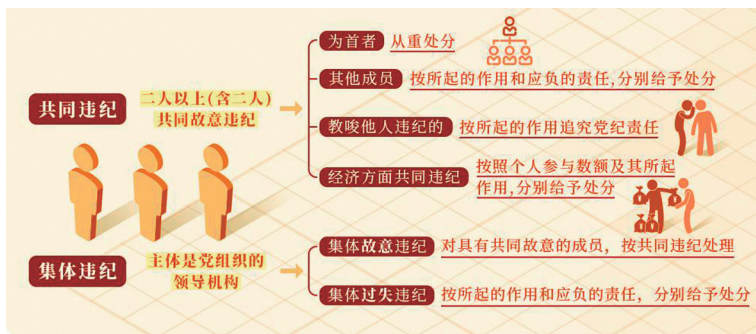 共同违纪
二人以上(含二人)
共同故意违纪
为首者 从重处分
其他成员 按所起的作用和应负的责任,分别给予处分
教唆他人违纪的 按所起的作用追究党纪责任
经济方面共同违纪 按照个人参与数额及其所起
作用,分别给予处分
集体违纪
主体是党组织的
领导机构
集体故意违纪 对具有共同故意的成员，按共同违纪处理
集体过失违纪 按所起的作用和应负的责任，分别给予处分